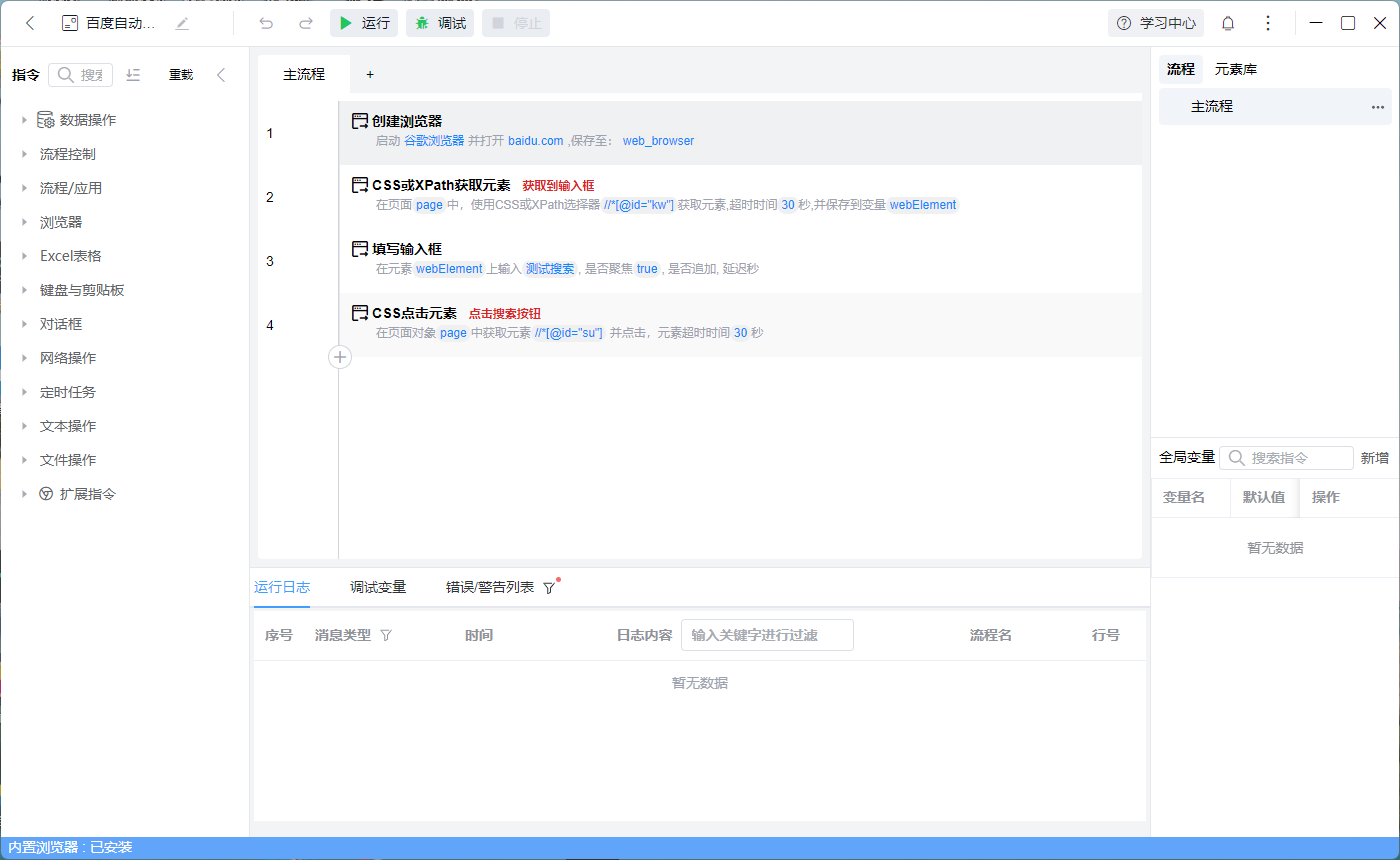 百度自动...
运行
调试
停止
学习中心
指令
搜索
重载
数据操作
流程控制
流程/应用
浏览器
Excel表格
键盘与剪贴板
对话框
网络操作
定时任务
文本操作
文件操作
扩展指令
主流程
+
1
创建浏览器
启动 谷歌浏览器 并打开 baidu.com ,保存至： web_browser
2
CSS或XPath获取元素 获取到输入框
在页面 page 中，使用CSS或XPath选择器 //*[@id="kw"] 获取元素,超时时间 30 秒,并保存到变量 webElement
3
填写输入框
在元素 webElement 上输入 测试搜索 , 是否聚焦 true , 是否追加, 延迟秒
4
CSS点击元素 点击搜索按钮
在页面对象 page 中获取元素 //*[@id="su"] 并点击，元素超时时间 30 秒
流程
元素库
主流程
全局变量
搜索指令
新增
变量名
默认值
操作
暂无数据
运行日志
调试变量
错误/警告列表
序号
消息类型
时间
日志内容
输入关键字进行过滤
流程名
行号
暂无数据
内置浏览器 : 已安装